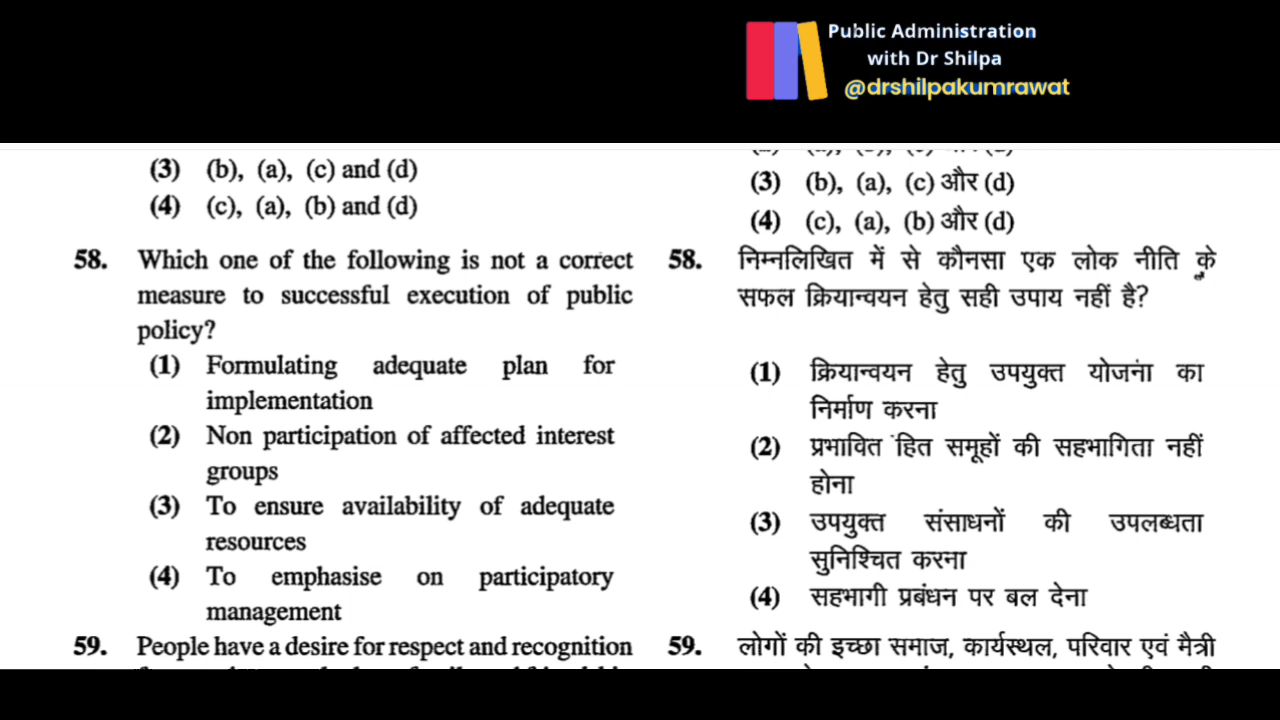 Public Administration
with Dr Shilpa
@drshilpakumrawat
(3) (b), (a), (c) and (d)
(4) (c), (a), (b) and (d)
58. Which one of the following is not a correct
measure to successful execution of public
policy?
(1) Formulating adequate plan for
implementation
(2) Non participation of affected interest
groups
(3) To ensure availability of adequate
resources
(4) To emphasise on participatory
management
59. People have a desire for respect and recognition
(3) (b), (a), (c) और (d)
(4) (c), (a), (b) और (d)
58. निम्नलिखित में से कौनसा एक लोक नीति के
सफल क्रियान्वयन हेतु सही उपाय नहीं है?
(1) क्रियान्वयन हेतु उपयुक्त योजना का
निर्माण करना
(2) प्रभावित हित समूहों की सहभागिता नहीं
होना
(3) उपयुक्त संसाधनों की उपलब्धता
सुनिश्चित करना
(4) सहभागी प्रबंधन पर बल देना
59. लोगों की इच्छा समाज, कार्यस्थल, परिवार एवं मैत्री